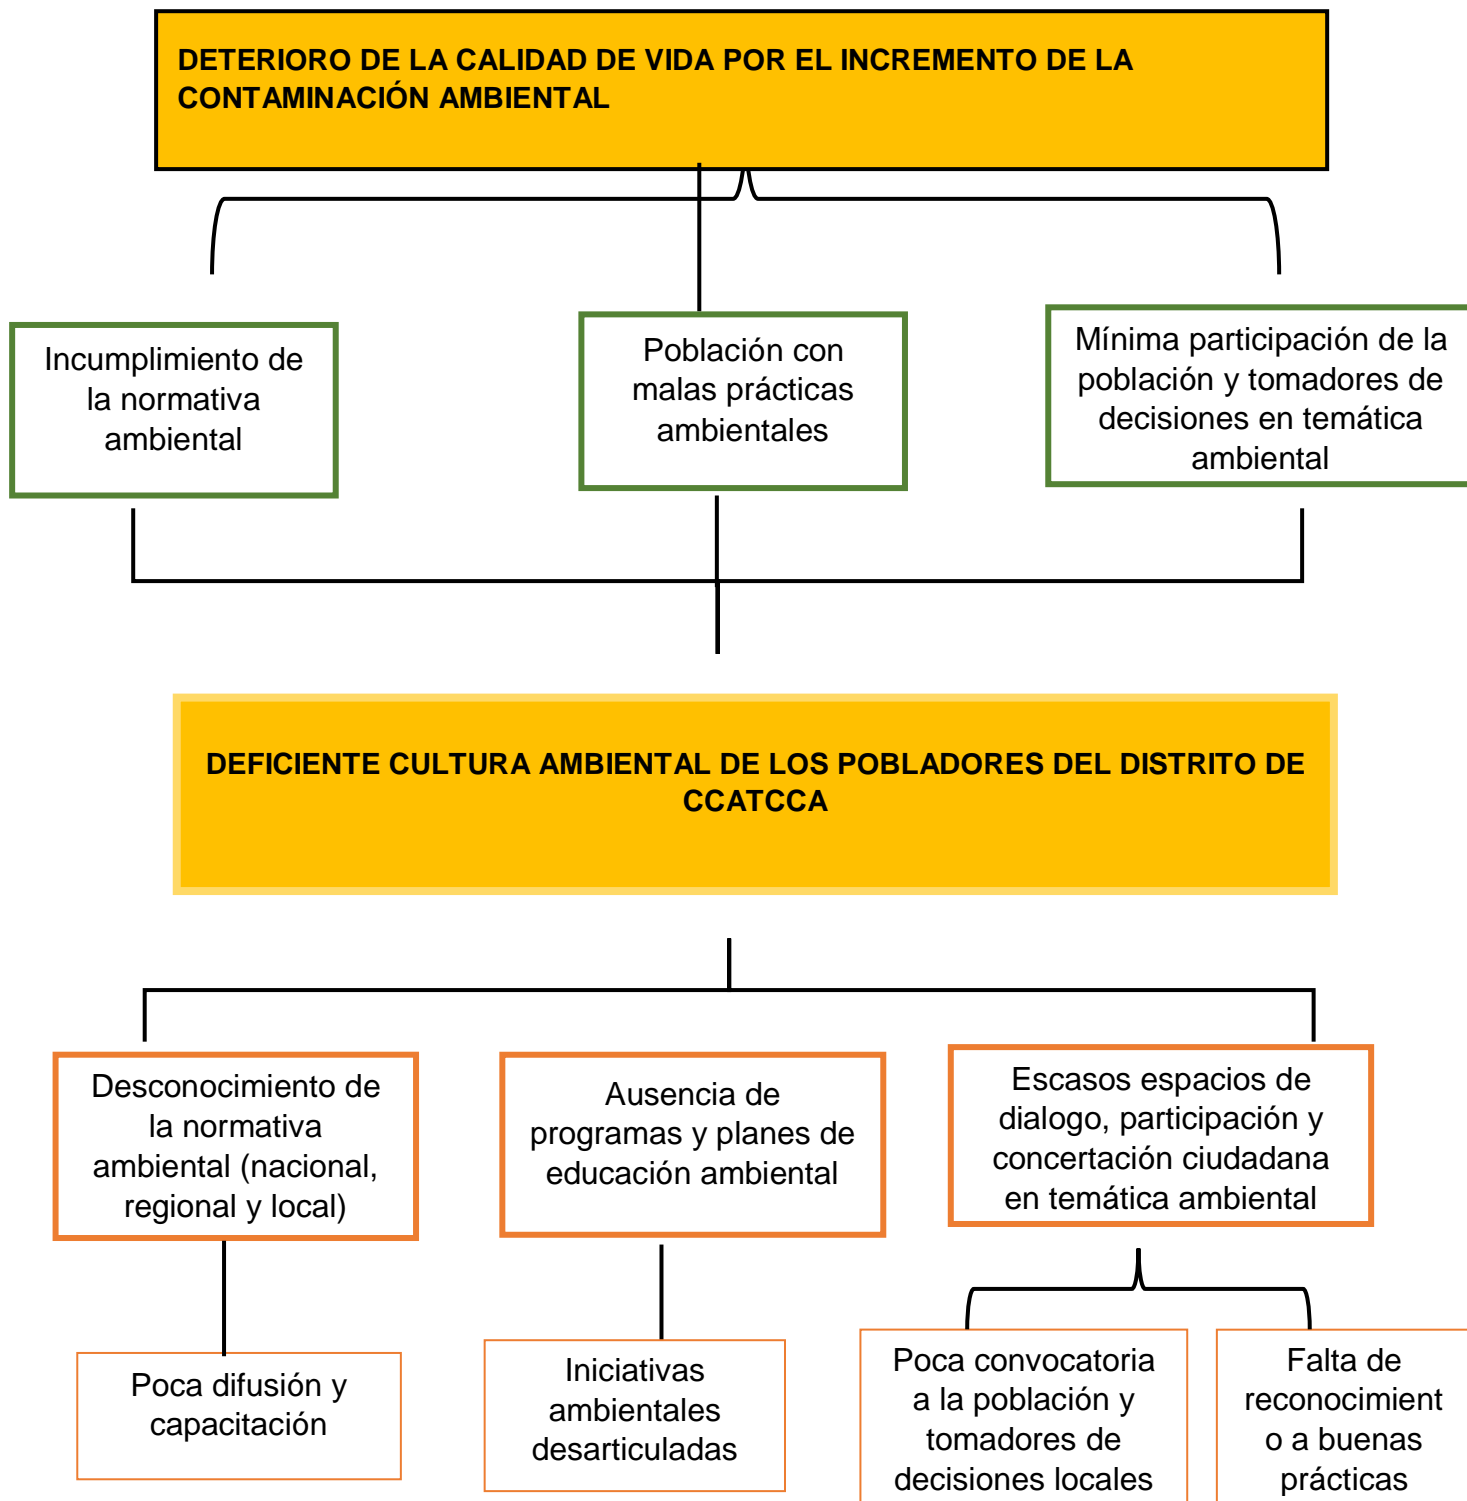 DETERIORO DE LA CALIDAD DE VIDA POR EL INCREMENTO DE LA
CONTAMINACIÓN AMBIENTAL
Incumplimiento de
la normativa
ambiental
Población con
malas prácticas
ambientales
Mínima participación de la
población y tomadores de
decisiones en temática
ambiental
DEFICIENTE CULTURA AMBIENTAL DE LOS POBLADORES DEL DISTRITO DE
CCATCCA
Desconocimiento de
la normativa
ambiental (nacional,
regional y local)
Ausencia de
programas y planes de
educación ambiental
Escasos espacios de
dialogo, participación y
concertación ciudadana
en temática ambiental
Poca difusión y
capacitación
Iniciativas
ambientales
desarticuladas
Poca convocatoria
a la población y
tomadores de
decisiones locales
Falta de
reconocimient
o a buenas
prácticas